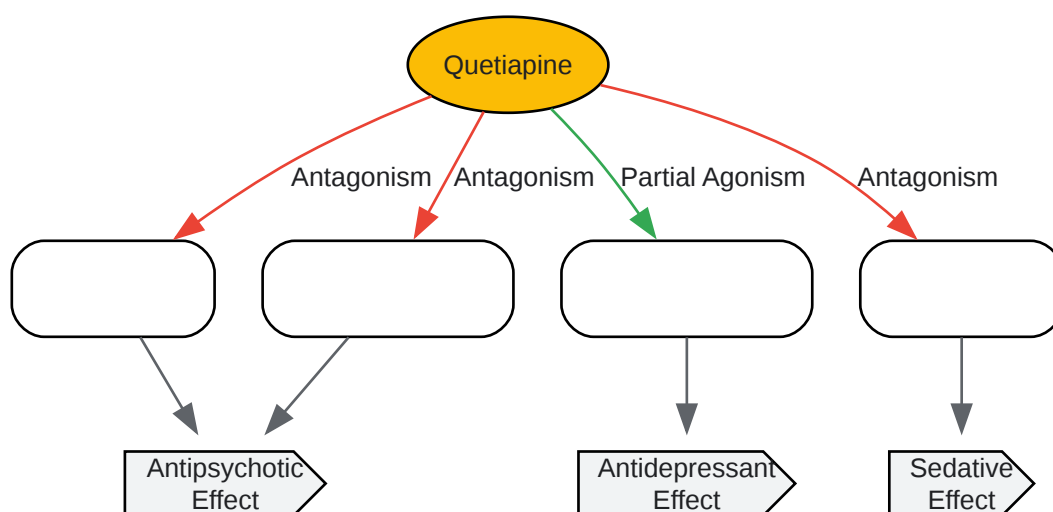 Quetiapine
Antagonism
Antagonism
Partial Agonism
Antagonism
Antipsychotic
Effect
Antidepressant
Effect
Sedative
Effect